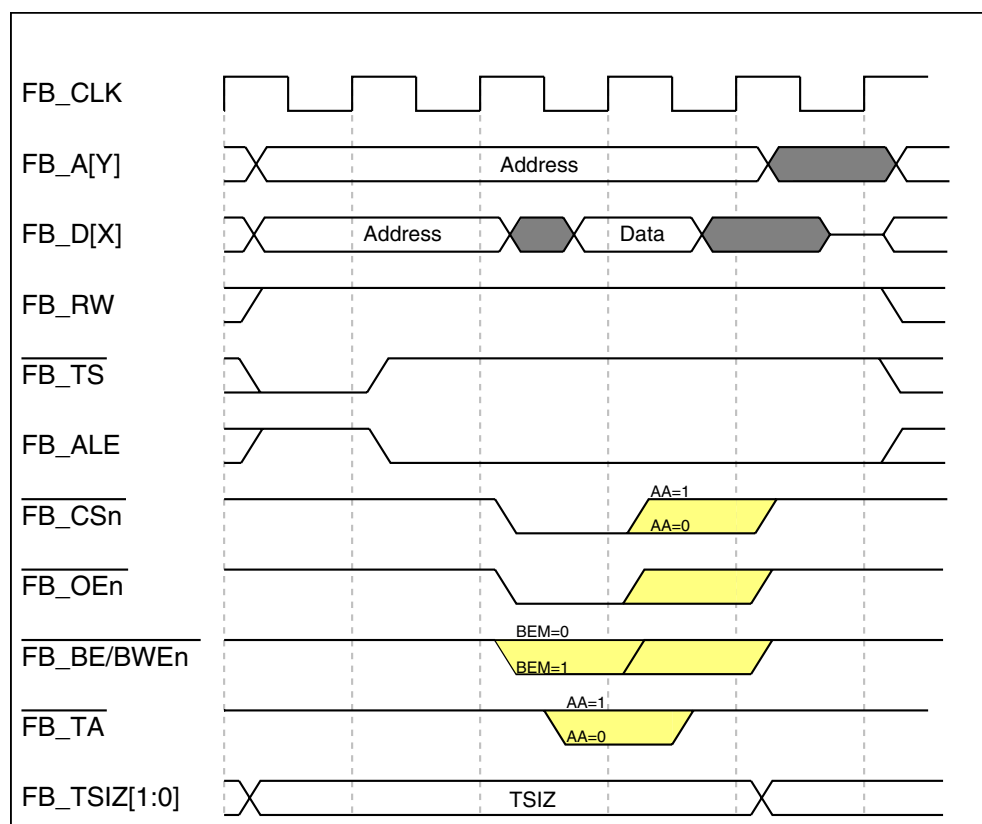 FB_CLK
FB_A[Y]
Address
FB_D[X]
Address
Data
FB_RW
FB_TS
FB_ALE
FB_CSn
AA=1
AA=0
FB_OEn
FB_BE/BWEn
BEM=0
BEM=1
FB_TA
AA=1
AA=0
FB_TSIZ[1:0]
TSIZ